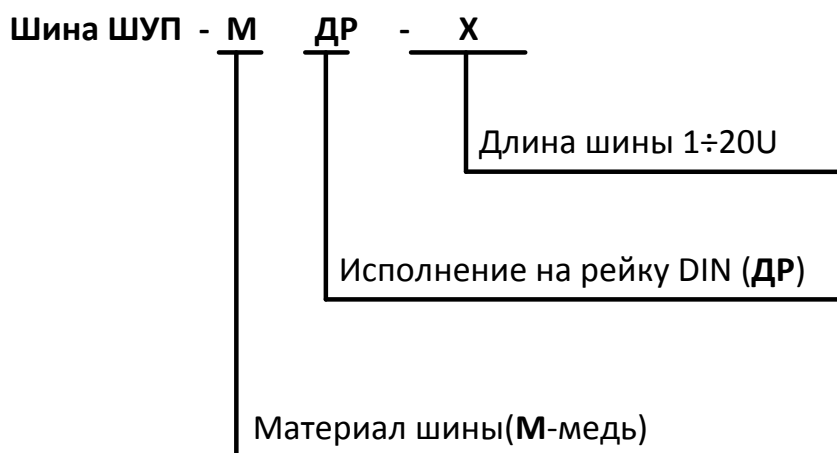 Шина ШУП - М ДР - Х
Длина шины 1÷20U
Исполнение на рейку DIN (ДР)
Материал шины(М-медь)